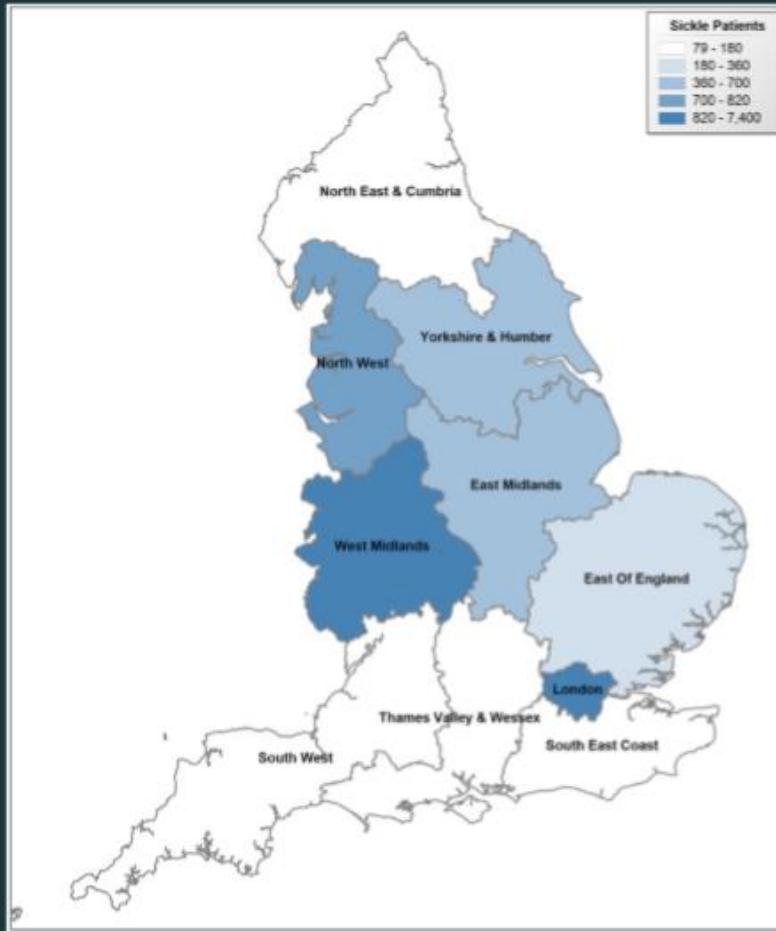 Sickle Patients
79 - 180
180 - 360
360 - 700
700 - 820
820 - 7,400
North East & Cumbria
Yorkshire & Humber
North West
East Midlands
West Midlands
East Of England
London
Thames Valley & Wessex
South East Coast
South West